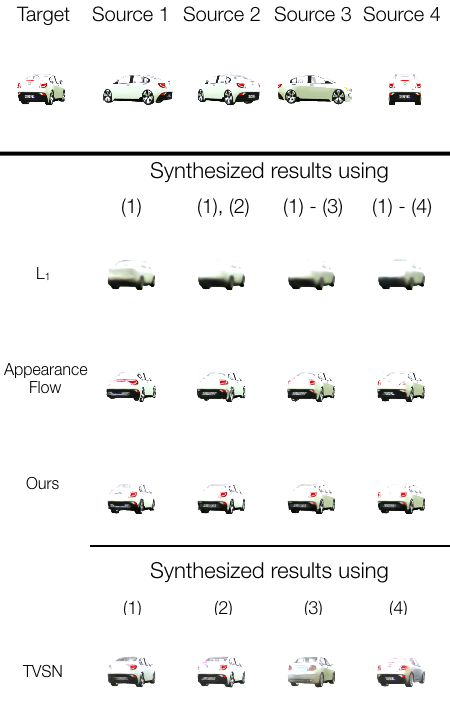 Target Source 1 Source 2 Source 3 Source 4
Synthesized results using
(1) (1), (2) (1) - (3) (1) - (4)
L₁
Appearance
Flow
Ours
Synthesized results using
(1) (2) (3) (4)
TVSN